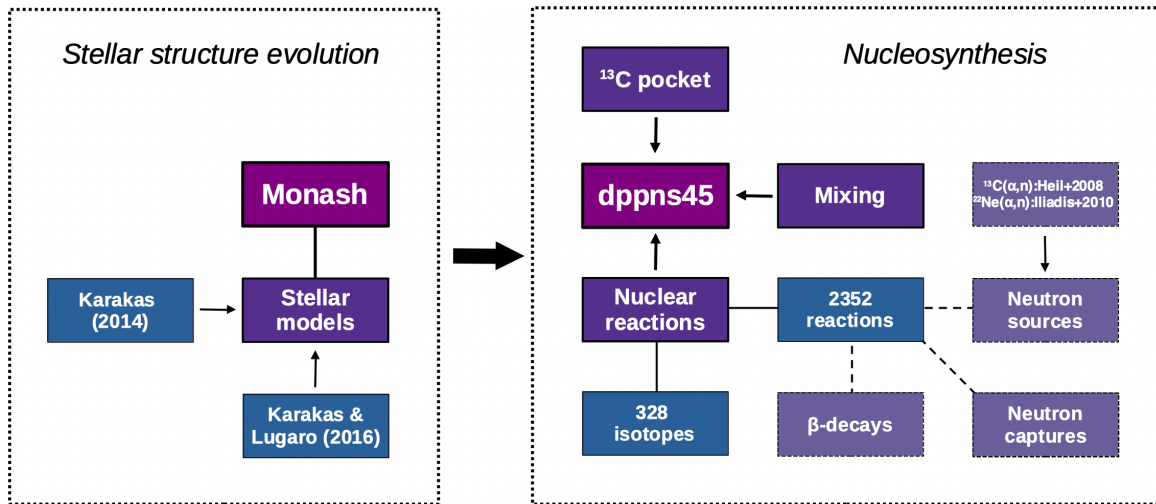 Stellar structure evolution
Monash
Karakas
(2014)
Stellar
models
Karakas &
Lugaro (2016)
Nucleosynthesis
¹³C pocket
dppns45
Mixing
¹³C(α,n):Heil+2008
²²Ne(α,n):Iliadis+2010
Nuclear
reactions
2352
reactions
Neutron
sources
328
isotopes
β-decays
Neutron
captures